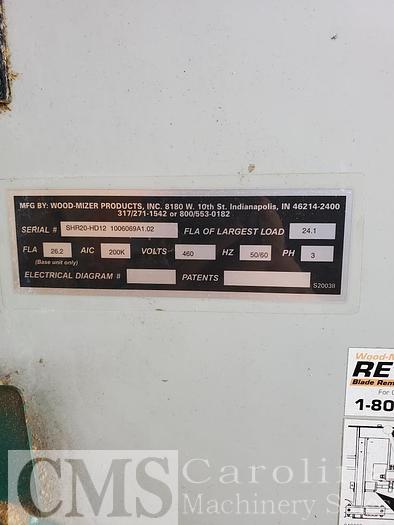 MFG BY: WOOD-MIZER PRODUCTS, INC. 8180 W. 10th St. Indianapolis, IN 46214-2400
317/271-1542 or 800/553-0182
SERIAL # SHR20-HD12 1006069A1.02 FLA OF LARGEST LOAD 24.1
FLA 26.2 AIC 200K VOLTS 460 HZ 50/60 PH 3
(Base unit only)
ELECTRICAL DIAGRAM # PATENTS
S20038
Wood-M
RE
Blade Rem
For
1-80
CMS Carolin
Machinery S